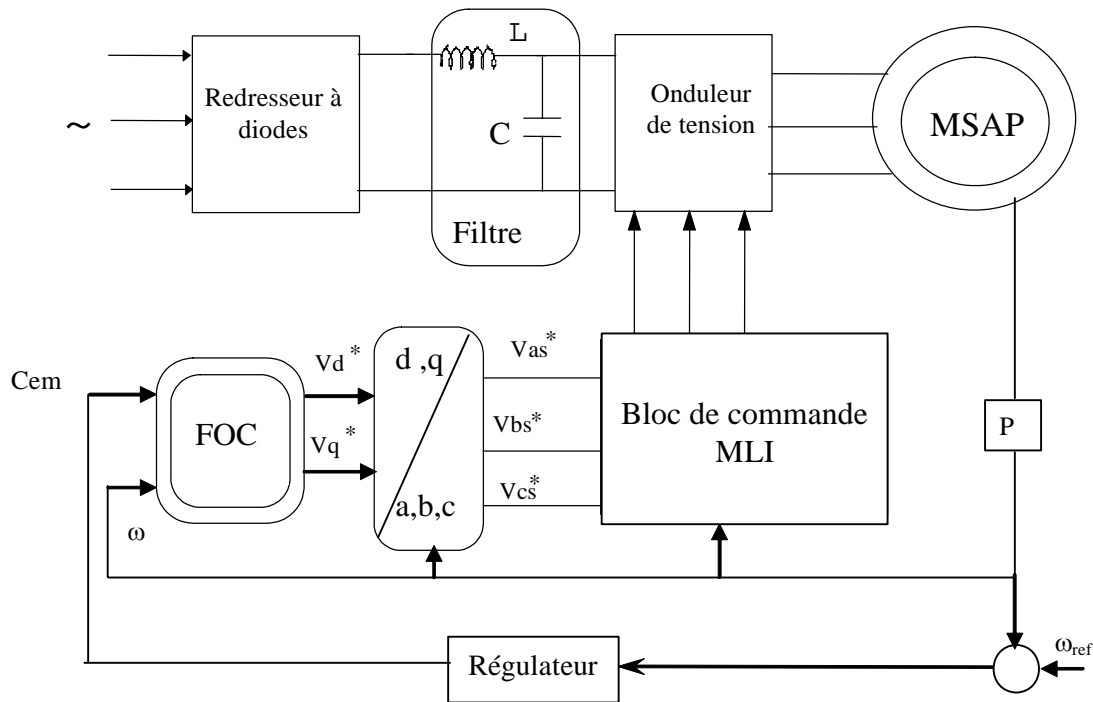 L
Redresseur à
diodes
~
C
Filtre
Onduleur
de tension
MSAP
Cem
FOC
ω
Vd *
Vq *
d ,q
a,b,c
Vas*
Vbs*
Vcs*
Bloc de commande
MLI
P
Régulateur
ωref